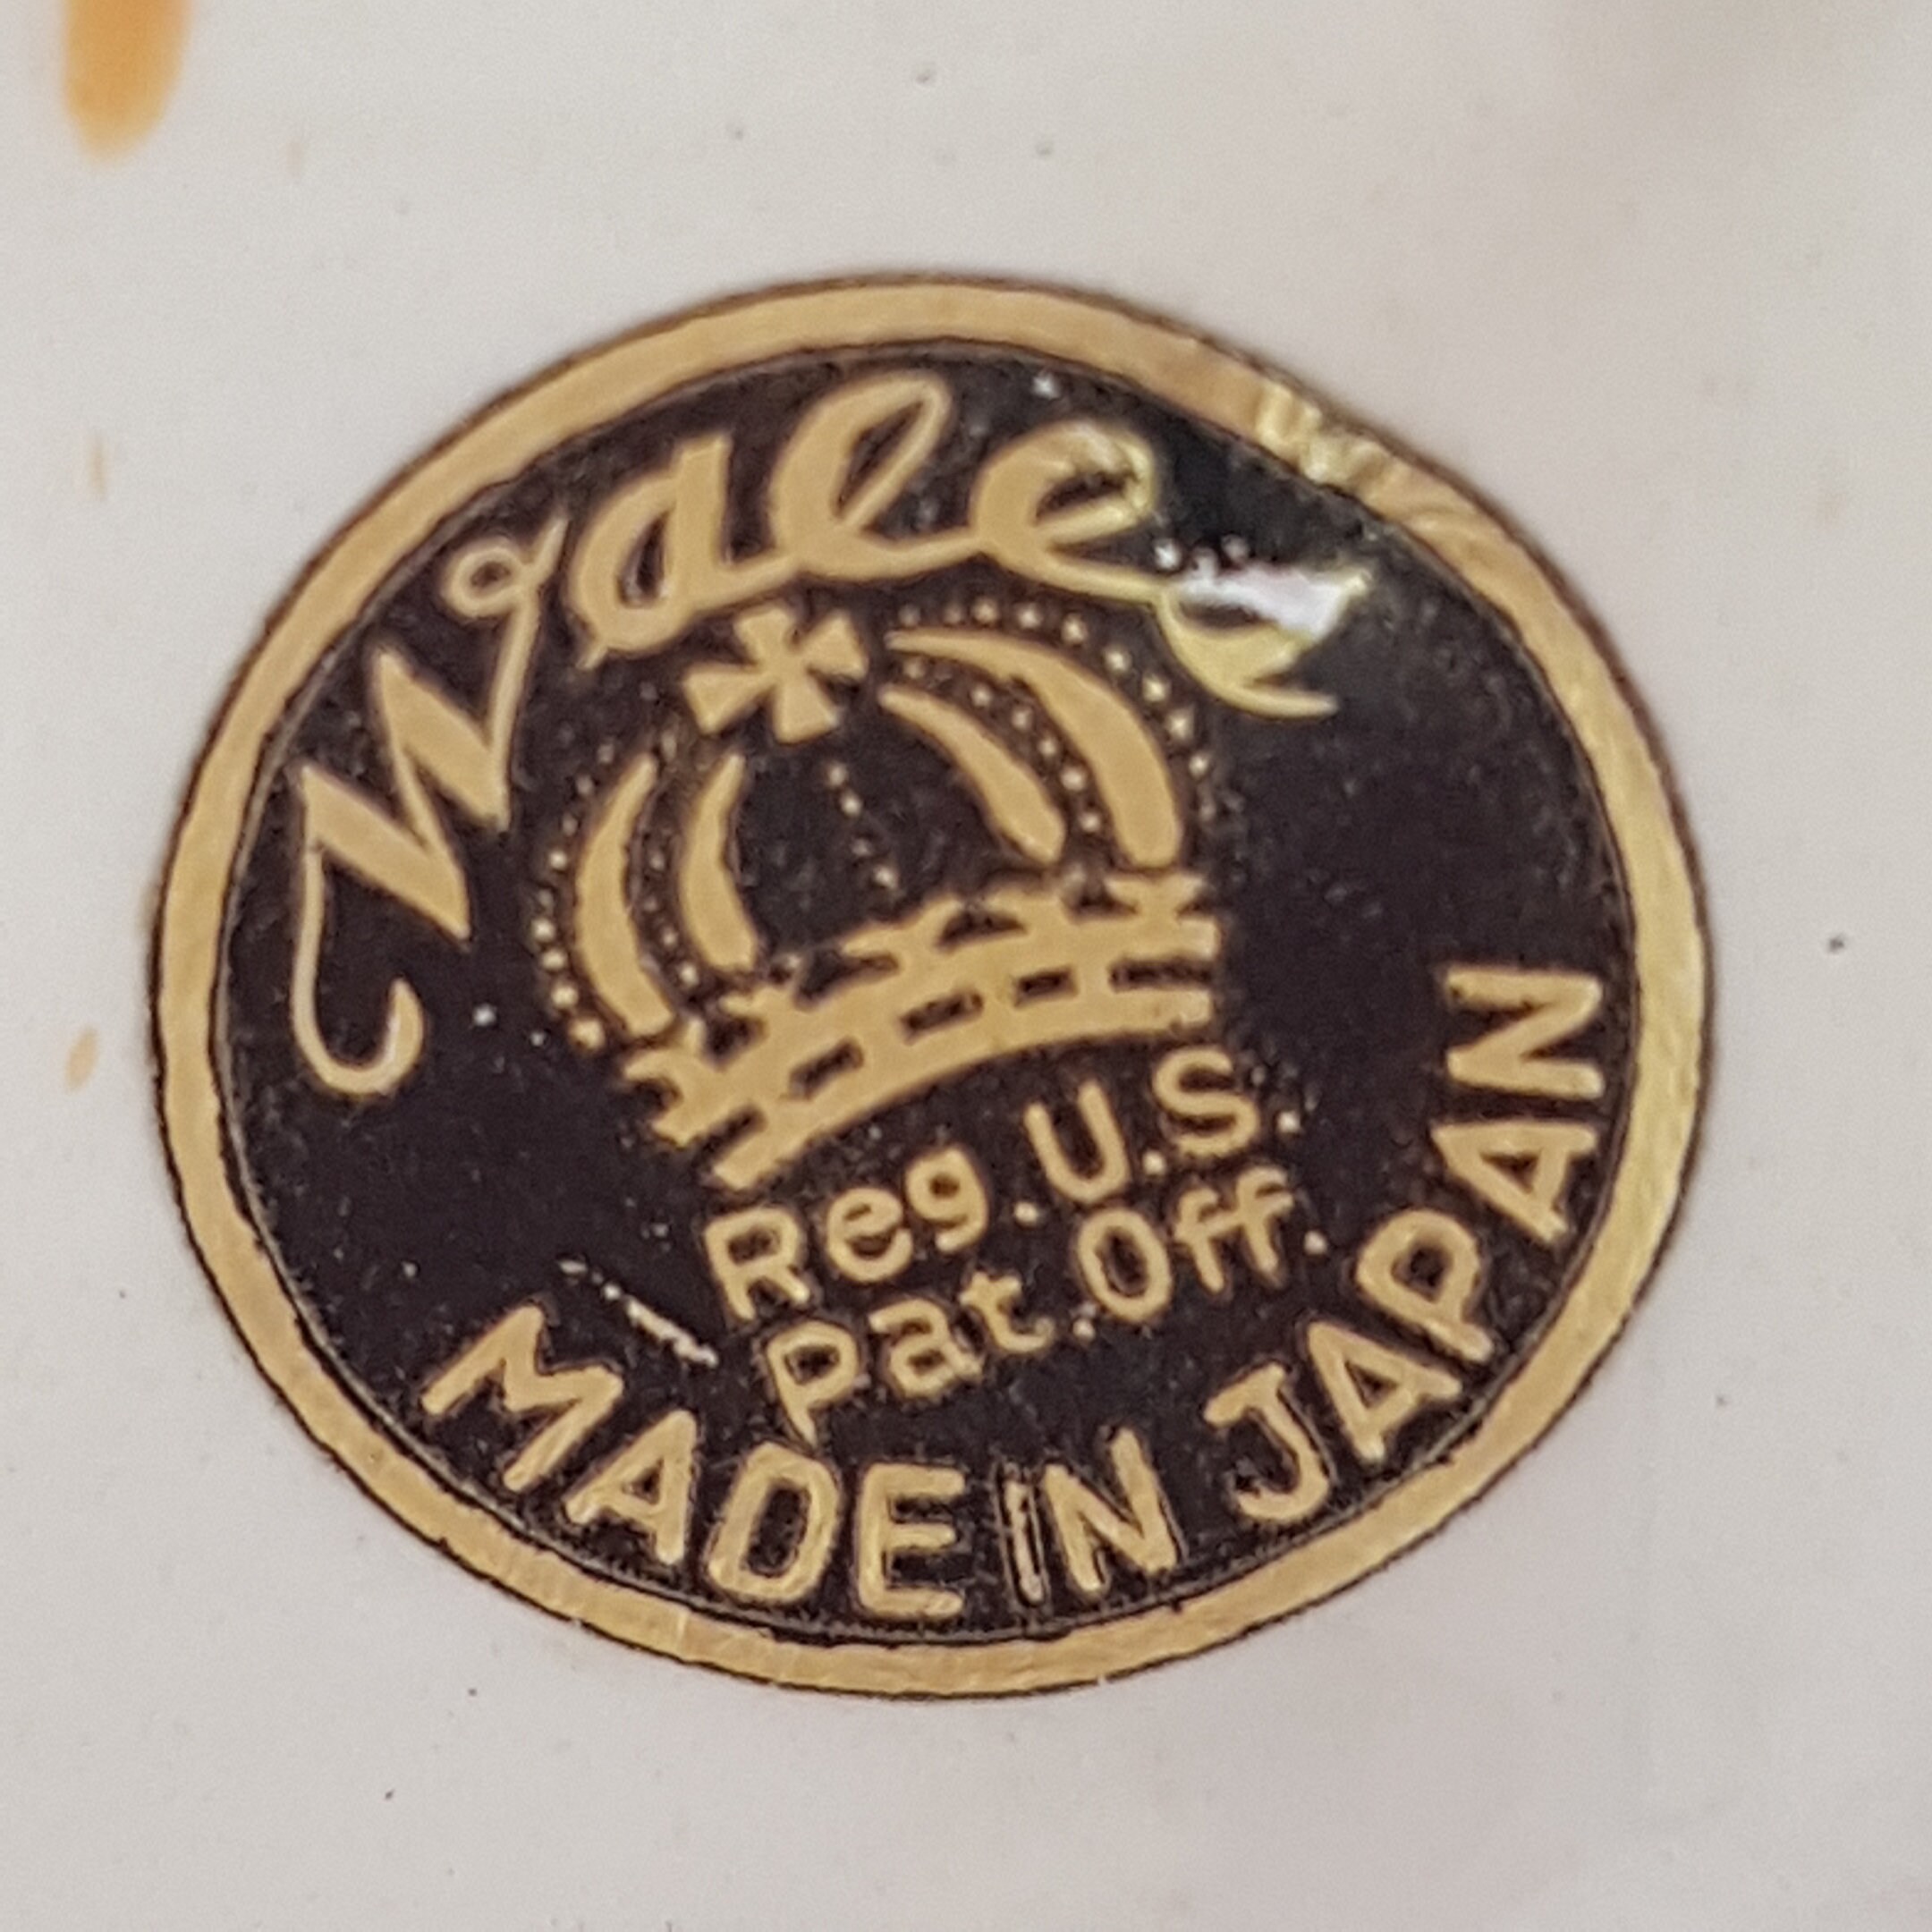 Wales
Reg. U.S.
Pat. Off.
MADE IN JAPAN